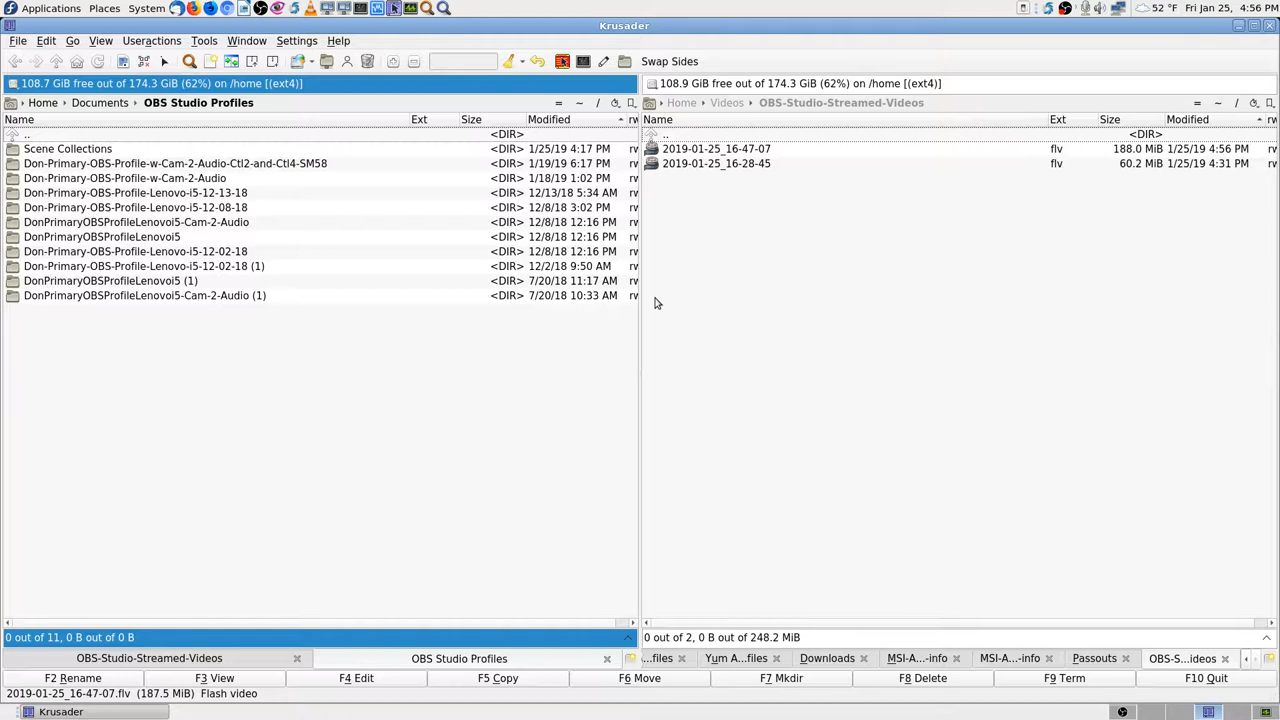 Applications Places System 52 °F Fri Jan 25, 4:56 PM
Krusader
File Edit Go View Useractions Tools Window Settings Help
Swap Sides
108.7 GiB free out of 174.3 GiB (62%) on /home [(ext4)] 108.9 GiB free out of 174.3 GiB (62%) on /home [(ext4)]
Home Documents OBS Studio Profiles = ~ / Home Videos OBS-Studio-Streamed-Videos = ~ /
Name Ext Size Modified rw Name Ext Size Modified rw
.. <DIR> .. <DIR>
Scene Collections <DIR> 1/25/19 4:17 PM rw 2019-01-25_16-47-07 flv 188.0 MiB 1/25/19 4:56 PM rw
Don-Primary-OBS-Profile-w-Cam-2-Audio-Ctl2-and-Ctl4-SM58 <DIR> 1/19/19 6:17 PM rw 2019-01-25_16-28-45 flv 60.2 MiB 1/25/19 4:31 PM rw
Don-Primary-OBS-Profile-w-Cam-2-Audio <DIR> 1/18/19 1:02 PM rw
Don-Primary-OBS-Profile-Lenovo-i5-12-13-18 <DIR> 12/13/18 5:34 AM rw
Don-Primary-OBS-Profile-Lenovo-i5-12-08-18 <DIR> 12/8/18 3:02 PM rw
DonPrimaryOBSProfileLenovoi5-Cam-2-Audio <DIR> 12/8/18 12:16 PM rw
DonPrimaryOBSProfileLenovoi5 <DIR> 12/8/18 12:16 PM rw
Don-Primary-OBS-Profile-Lenovo-i5-12-02-18 <DIR> 12/8/18 12:16 PM rw
Don-Primary-OBS-Profile-Lenovo-i5-12-02-18 (1) <DIR> 12/2/18 9:50 AM rw
DonPrimaryOBSProfileLenovoi5 (1) <DIR> 7/20/18 11:17 AM rw
DonPrimaryOBSProfileLenovoi5-Cam-2-Audio (1) <DIR> 7/20/18 10:33 AM rw
0 out of 11, 0 B out of 0 B 0 out of 2, 0 B out of 248.2 MiB
OBS-Studio-Streamed-Videos OBS Studio Profiles ...files Yum A...files Downloads MSI-A...-info MSI-A...-info Passouts OBS-S...ideos
F2 Rename F3 View F4 Edit F5 Copy F6 Move F7 Mkdir F8 Delete F9 Term F10 Quit
2019-01-25_16-47-07.flv (187.5 MiB) Flash video
Krusader